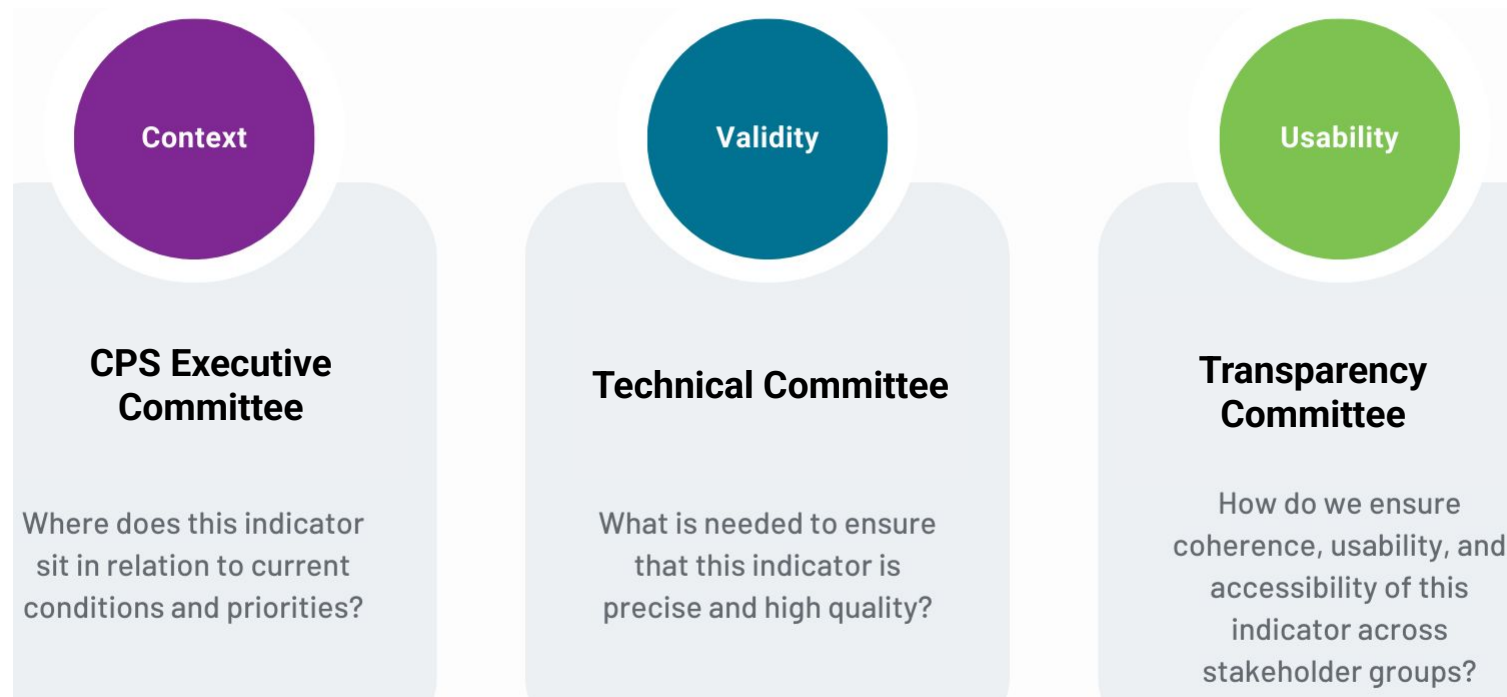 Context
CPS Executive
Committee
Where does this indicator
sit in relation to current
conditions and priorities?
Validity
Technical Committee
What is needed to ensure
that this indicator is
precise and high quality?
Usability
Transparency
Committee
How do we ensure
coherence, usability, and
accessibility of this
indicator across
stakeholder groups?